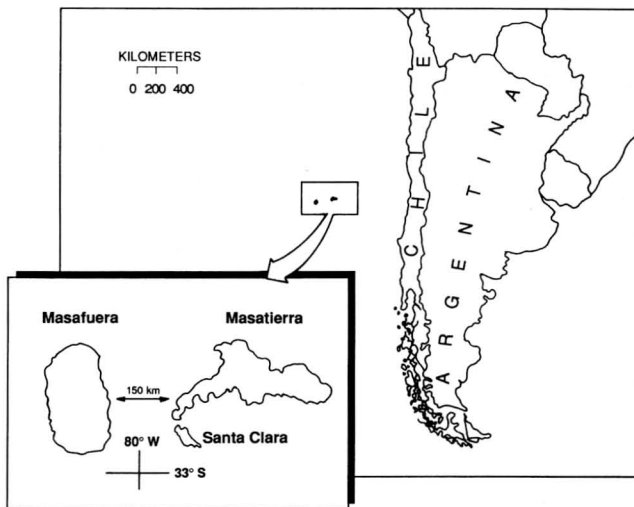 KILOMETERS
0 200 400
CHILE
ARGENTINA
Masafuera
Masatierra
150 km
Santa Clara
80° W
33° S